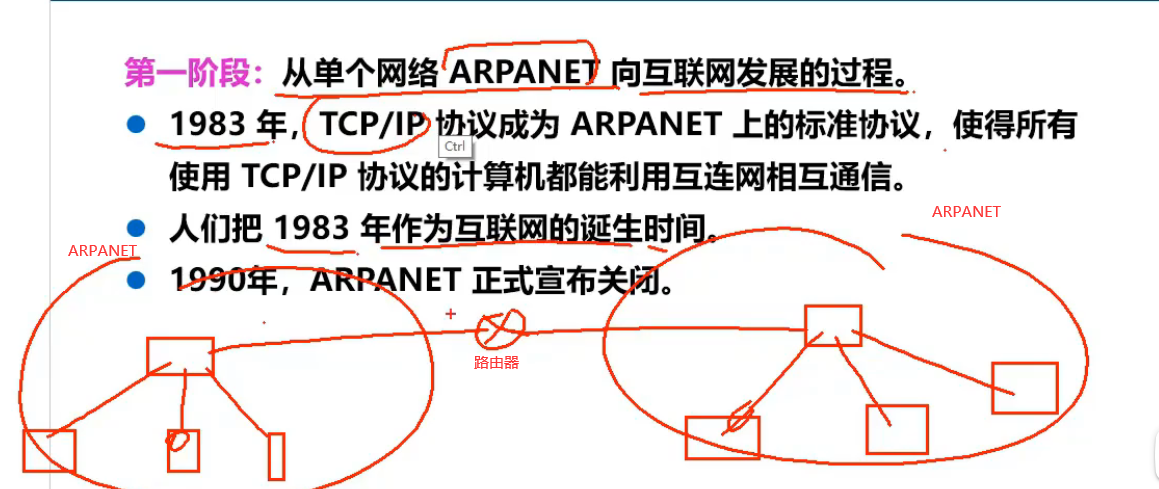 第一阶段：从单个网络 ARPANET 向互联网发展的过程。
1983 年，TCP/IP 协议成为 ARPANET 上的标准协议，使得所有
Ctrl
使用 TCP/IP 协议的计算机都能利用互连网相互通信。
ARPANET
人们把 1983 年作为互联网的诞生时间。
ARPANET
1990年，ARPANET 正式宣布关闭。
路由器